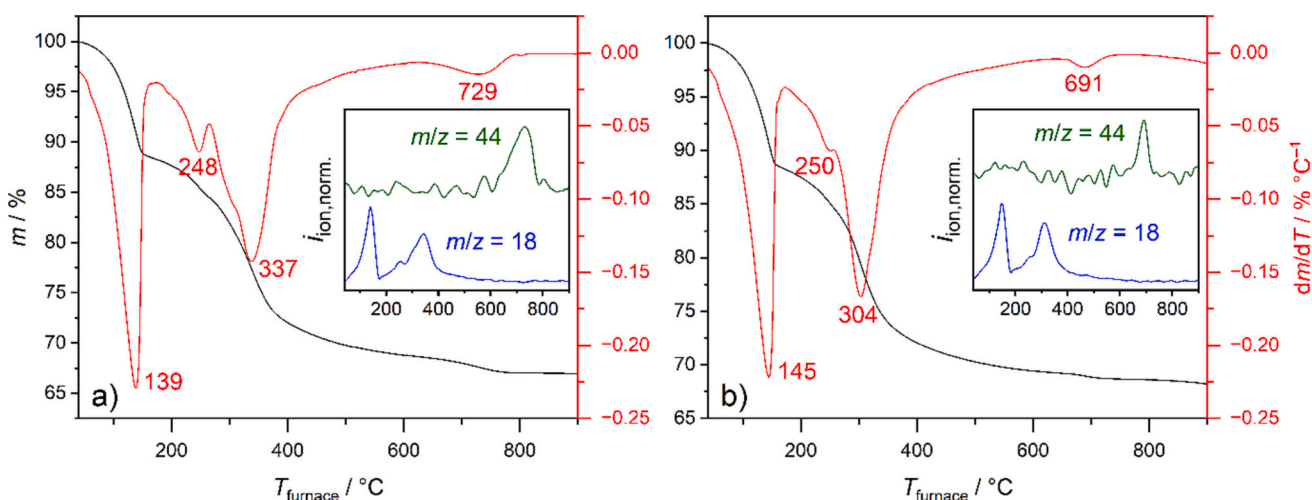 100
95
90
85
80
75
70
65
m / %
139
248
337
729
m/z = 44
m/z = 18
i_ion,norm.
200 400 600 800
a)
200 400 600 800
T_furnace / °C
0.00
−0.05
−0.10
−0.15
−0.20
−0.25
100
95
90
85
80
75
70
65
145
250
304
691
m/z = 44
m/z = 18
i_ion,norm.
200 400 600 800
b)
200 400 600 800
T_furnace / °C
0.00
−0.05
−0.10
−0.15
−0.20
−0.25
dm/dT / % °C⁻¹